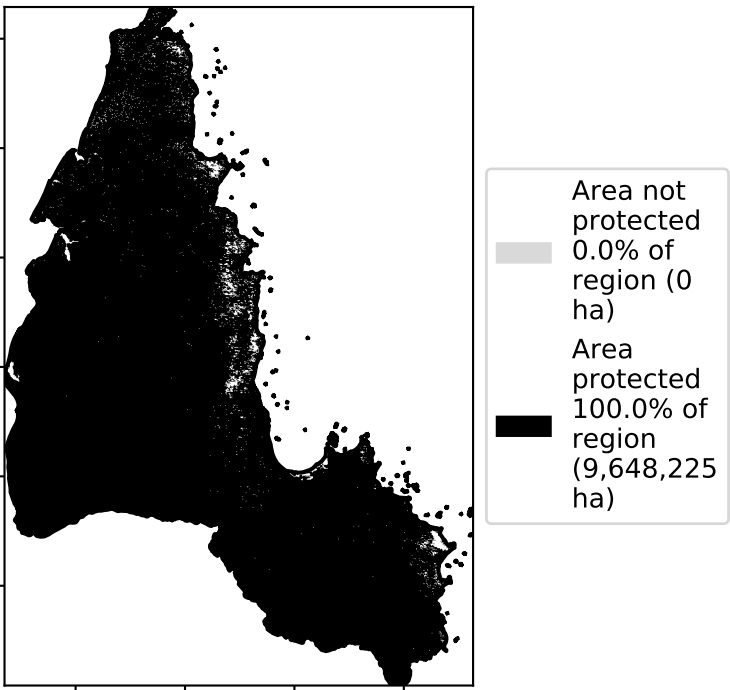 Area not
protected
0.0% of
region (0
ha)
Area
protected
100.0% of
region
(9,648,225
ha)